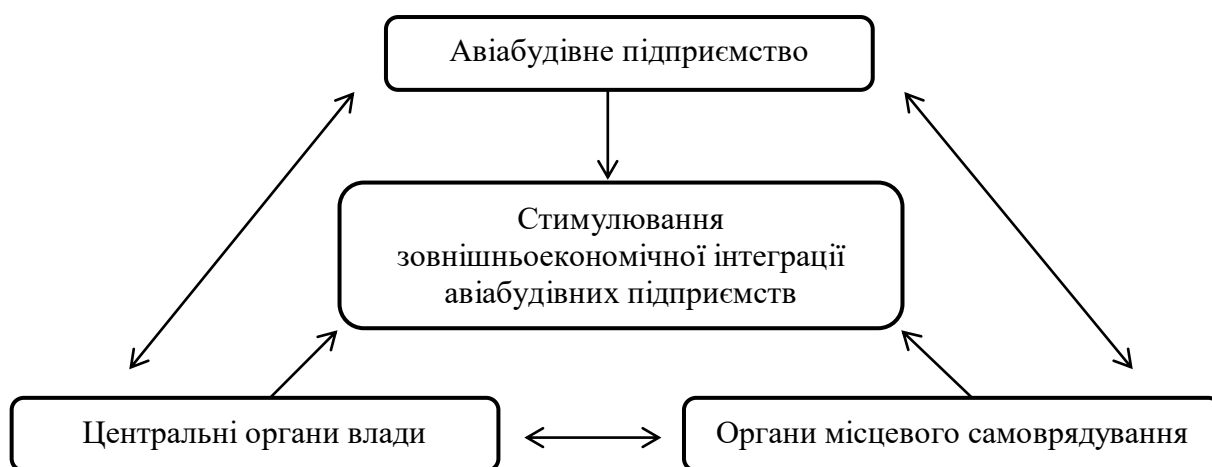 Авіабудівне підприємство
Стимулювання
зовнішньоекономічної інтеграції
авіабудівних підприємств
Центральні органи влади
Органи місцевого самоврядування